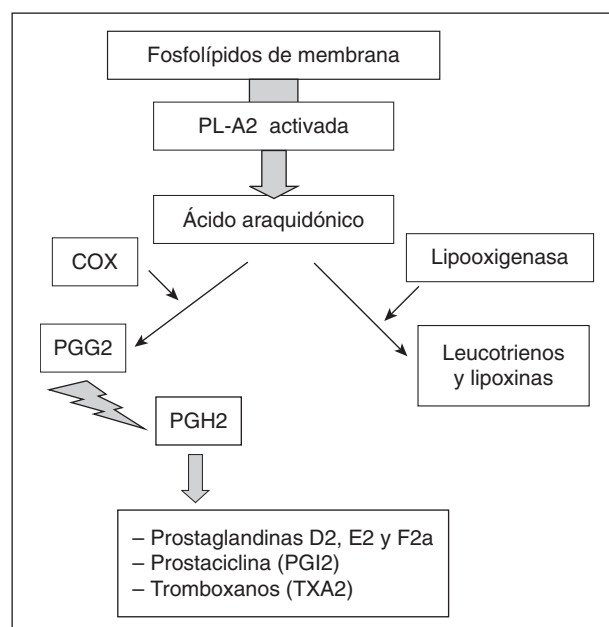 Fosfolípidos de membrana
PL-A2 activada
Ácido araquidónico
COX
Lipooxigenasa
PGG2
Leucotrienos
y lipoxinas
PGH2
– Prostaglandinas D2, E2 y F2a
– Prostaciclina (PGI2)
– Tromboxanos (TXA2)